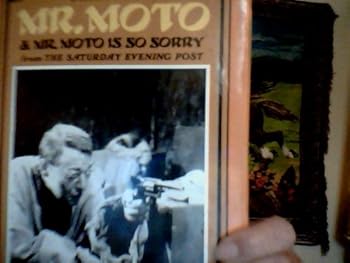 MR. MOTO
& MR. MOTO IS SO SORRY
from THE SATURDAY EVENING POST